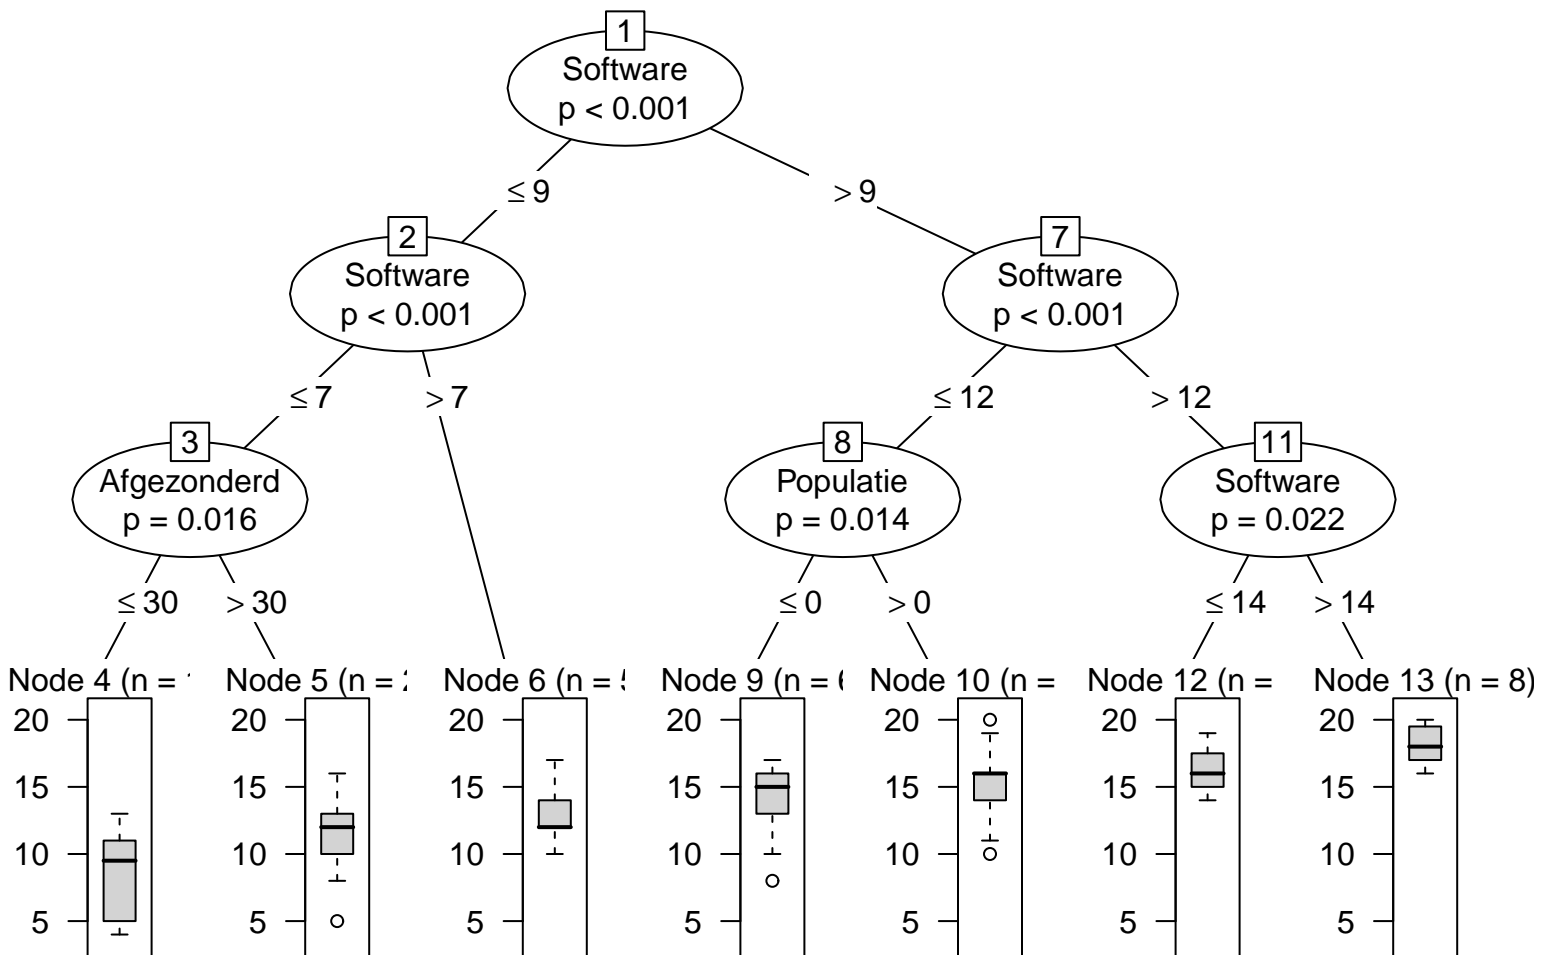 1
Software
p < 0.001
≤ 9
> 9
2
Software
p < 0.001
7
Software
p < 0.001
≤ 7
> 7
≤ 12
> 12
3
Afgezonderd
p = 0.016
8
Populatie
p = 0.014
11
Software
p = 0.022
≤ 30
> 30
≤ 0
> 0
≤ 14
> 14
Node 4 (n =
20
15
10
5
Node 5 (n =
20
15
10
5
Node 6 (n =
20
15
10
5
Node 9 (n =
20
15
10
5
Node 10 (n =
20
15
10
5
Node 12 (n =
20
15
10
5
Node 13 (n = 8)
20
15
10
5